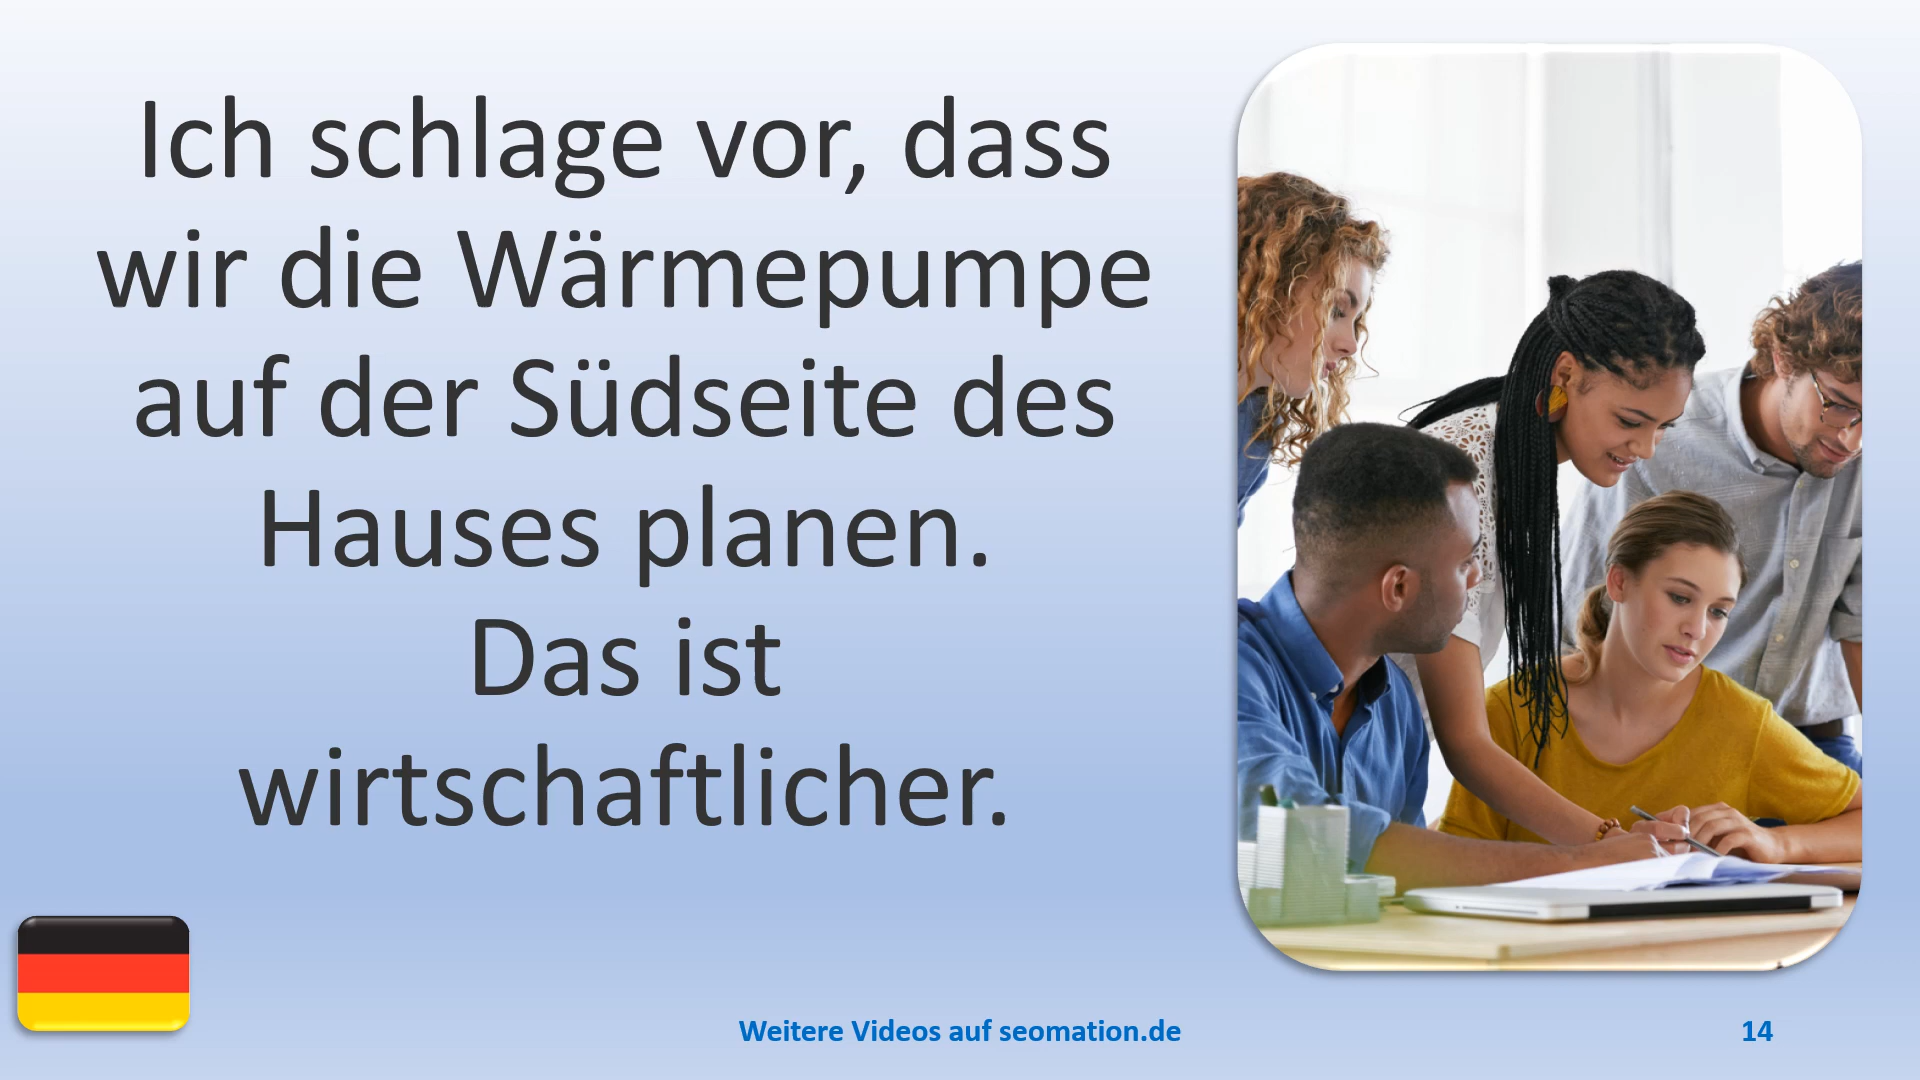 Ich schlage vor, dass
wir die Wärmepumpe
auf der Südseite des
Hauses planen.
Das ist
wirtschaftlicher.
Weitere Videos auf seomation.de
14